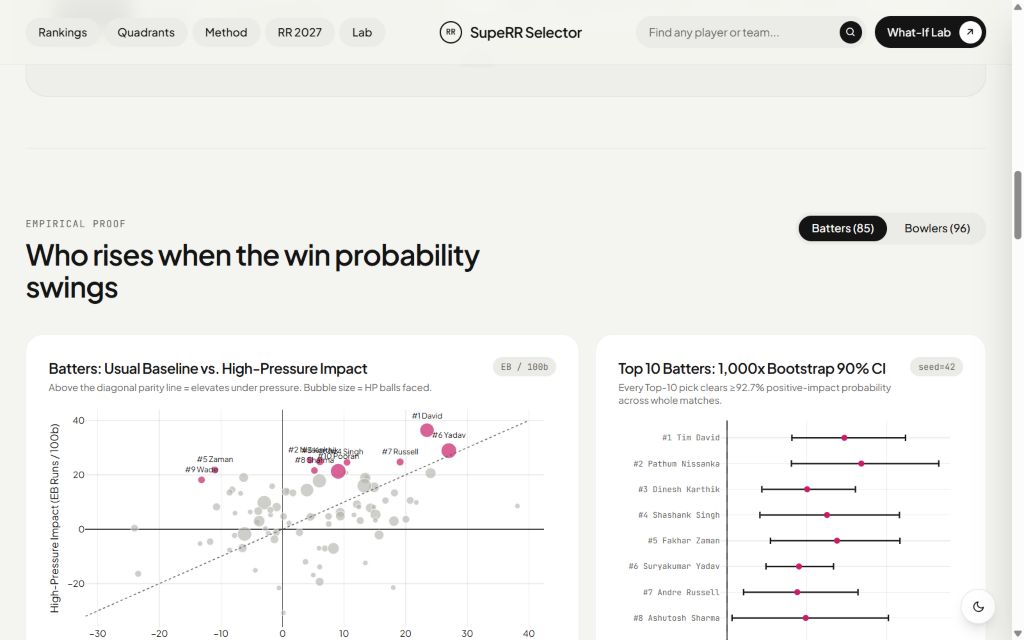 Rankings
Quadrants
Method
RR 2027
Lab
RR
SupeRR Selector
Find any player or team...
What-If Lab
EMPIRICAL PROOF
Who rises when the win probability
swings
Batters (85)
Bowlers (96)
Batters: Usual Baseline vs. High-Pressure Impact
EB / 100b
Above the diagonal parity line = elevates under pressure. Bubble size = HP balls faced.
High-Pressure Impact (EB Runs / 100b)
40
20
0
−20
#1 David
#6 Yadav
#7 Russell
#5 Zaman
#9 Wade
−30
−20
−10
0
10
20
30
40
Top 10 Batters: 1,000x Bootstrap 90% CI
seed=42
Every Top-10 pick clears ≥92.7% positive-impact probability
across whole matches.
#1 Tim David
#2 Pathum Nissanka
#3 Dinesh Karthik
#4 Shashank Singh
#5 Fakhar Zaman
#6 Suryakumar Yadav
#7 Andre Russell
#8 Ashutosh Sharma